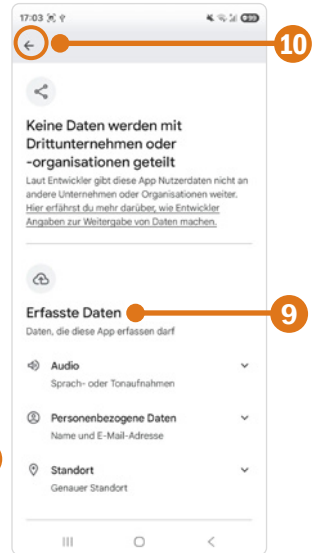 17:03
10
Keine Daten werden mit
Drittunternehmen oder
-organisationen geteilt
Laut Entwickler gibt diese App Nutzerdaten nicht an
andere Unternehmen oder Organisationen weiter.
Hier erfährst du mehr darüber, wie Entwickler
Angaben zur Weitergabe von Daten machen.
Erfasste Daten
9
Daten, die diese App erfassen darf
Audio
Sprach- oder Tonaufnahmen
Personenbezogene Daten
Name und E-Mail-Adresse
Standort
Genauer Standort